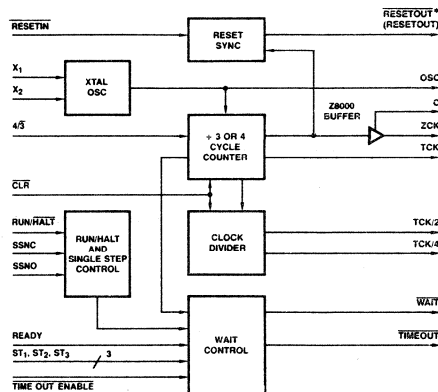 RESETIN
RESET SYNC
RESETOUT*
(RESETOUT)
X1
X2
XTAL OSC
OSC
4/3
÷ 3 OR 4 CYCLE COUNTER
Z8000 BUFFER
ZCK
TCK
CLR
CLOCK DIVIDER
TCK/2
TCK/4
RUN/HALT
SSNC
SSNO
RUN/HALT AND SINGLE STEP CONTROL
READY
ST1, ST2, ST3
3
TIME OUT ENABLE
WAIT CONTROL
WAIT
TIMEOUT